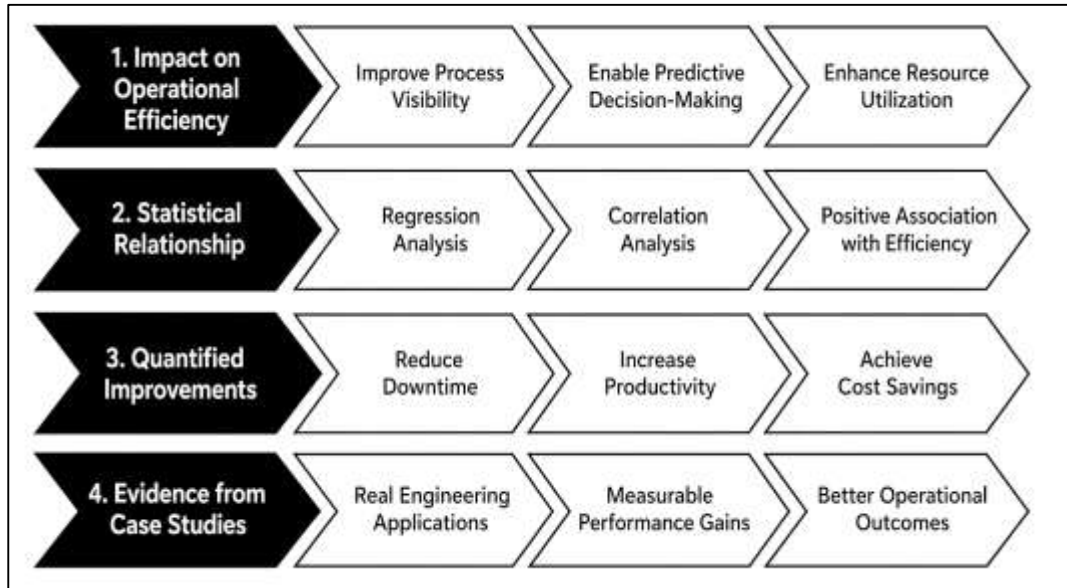 1. Impact on
Operational
Efficiency
Improve Process
Visibility
Enable Predictive
Decision-Making
Enhance Resource
Utilization
2. Statistical
Relationship
Regression
Analysis
Correlation
Analysis
Positive Association
with Efficiency
3. Quantified
Improvements
Reduce
Downtime
Increase
Productivity
Achieve
Cost Savings
4. Evidence from
Case Studies
Real Engineering
Applications
Measurable
Performance Gains
Better Operational
Outcomes